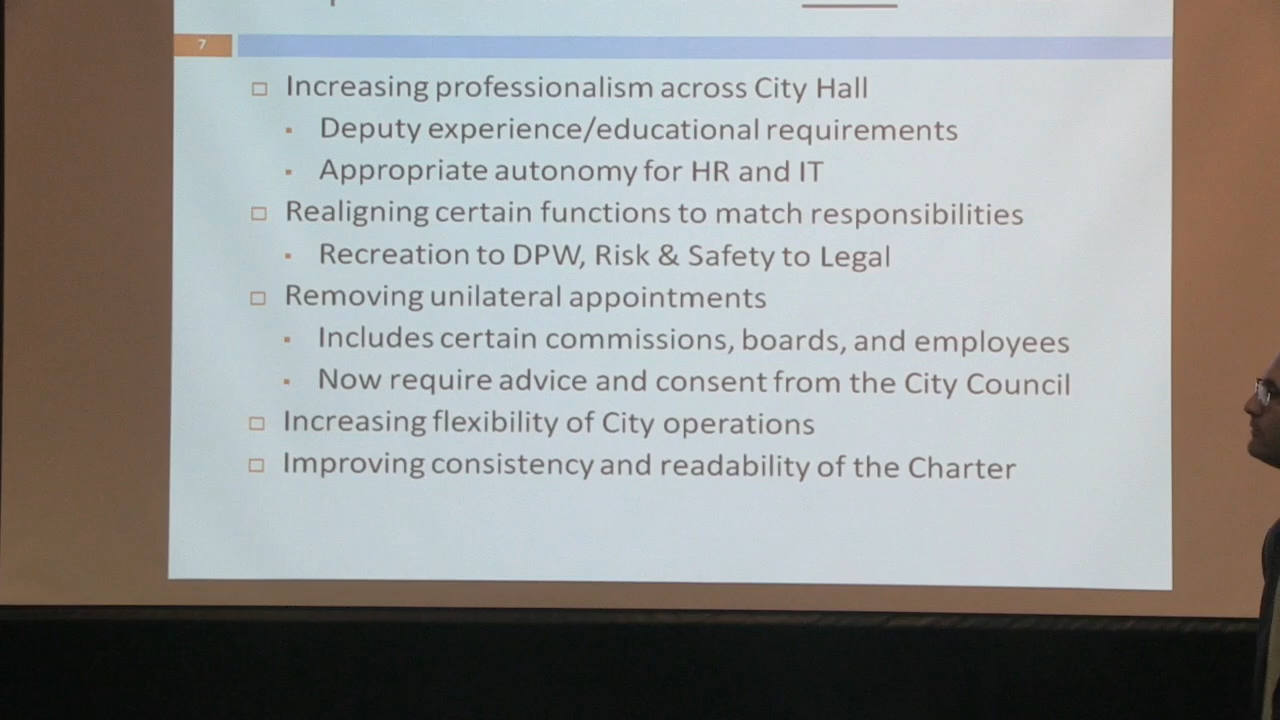 7
Increasing professionalism across City Hall
Deputy experience/educational requirements
Appropriate autonomy for HR and IT
Realigning certain functions to match responsibilities
Recreation to DPW, Risk & Safety to Legal
Removing unilateral appointments
Includes certain commissions, boards, and employees
Now require advice and consent from the City Council
Increasing flexibility of City operations
Improving consistency and readability of the Charter